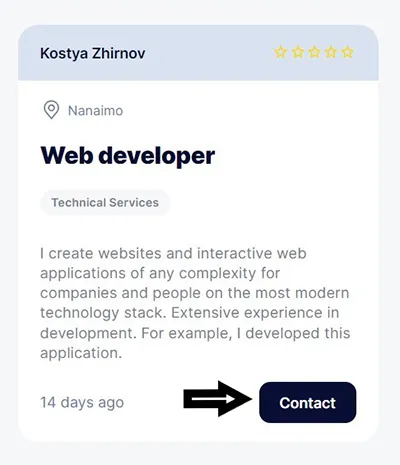 Kostya Zhirnov
Nanaimo
Web developer
Technical Services
I create websites and interactive web
applications of any complexity for
companies and people on the most modern
technology stack. Extensive experience in
development. For example, I developed this
application.
14 days ago
Contact